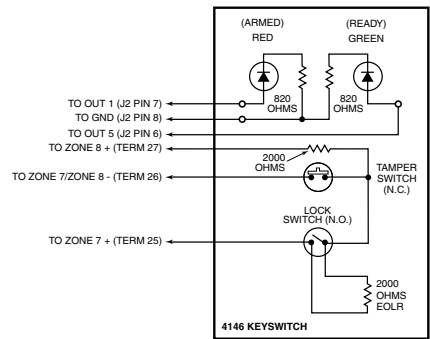 (ARMED)
RED
(READY)
GREEN
820
OHMS
820
OHMS
TO OUT 1 (J2 PIN 7)
TO GND (J2 PIN 8)
TO OUT 5 (J2 PIN 6)
TO ZONE 8 + (TERM 27)
2000
OHMS
TAMPER
SWITCH
(N.C.)
TO ZONE 7/ZONE 8 - (TERM 26)
LOCK
SWITCH (N.O.)
TO ZONE 7 + (TERM 25)
2000
OHMS
EOLR
4146 KEYSWITCH